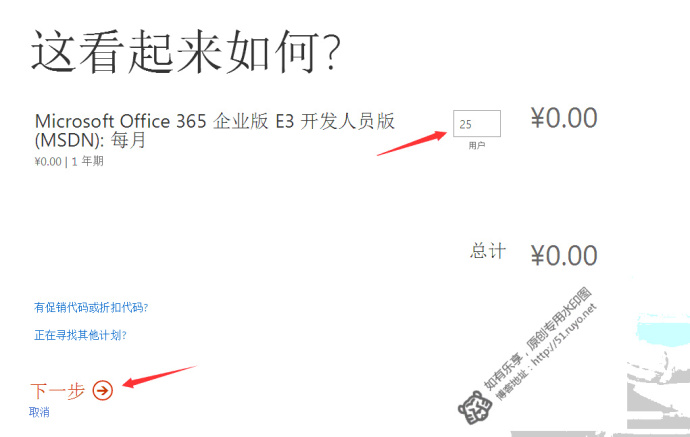 这看起来如何?
Microsoft Office 365 企业版 E3 开发人员版
(MSDN): 每月
¥0.00 | 1 年期
25
用户
¥0.00
总计
¥0.00
有促销代码或折扣代码?
正在寻找其他计划?
下一步
取消
如有乐享，原创专用水印图
博客地址：http://51.ruyo.net